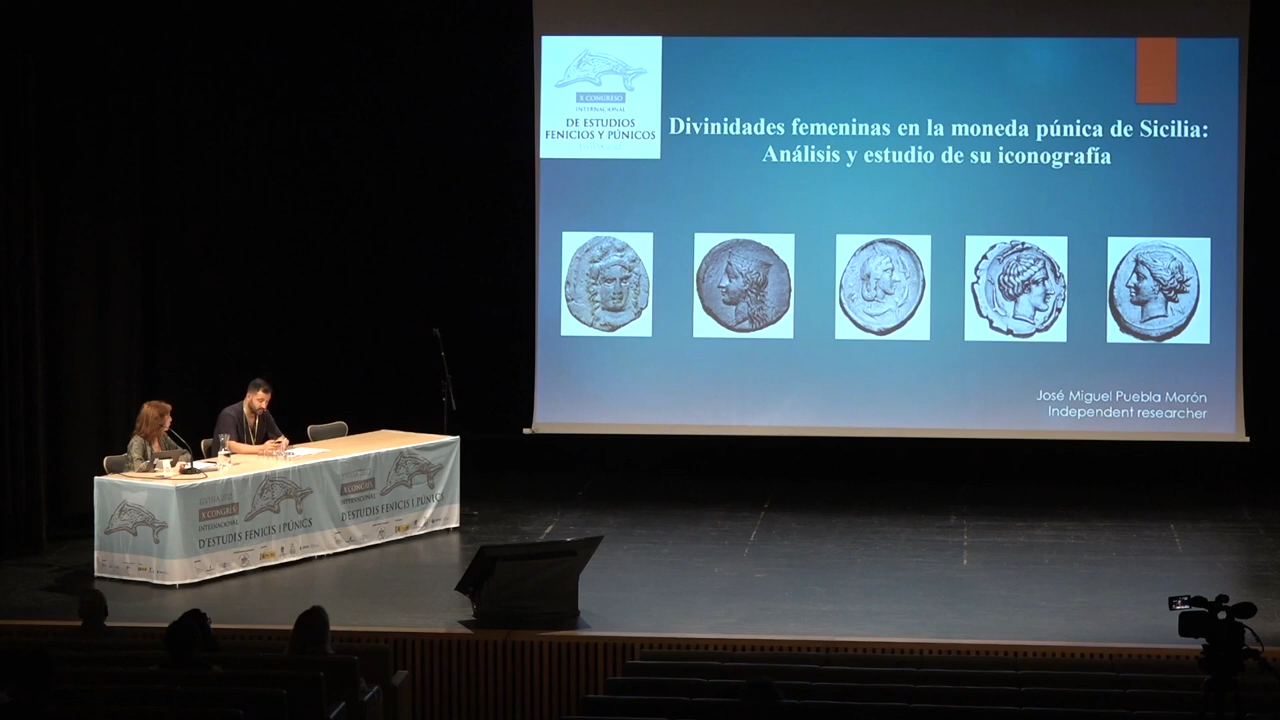 X CONGRESO
INTERNACIONAL
DE ESTUDIOS
FENICIOS Y PÚNICOS
Divinidades femeninas en la moneda púnica de Sicilia:
Análisis y estudio de su iconografía
José Miguel Puebla Morón
Independent researcher
X CONGRÉS
INTERNACIONAL
D'ESTUDIS FENICIS I PÚNICS
X CONGRÉS
INTERNACIONAL
D'ESTUDIS FENICIS I PÚNICS